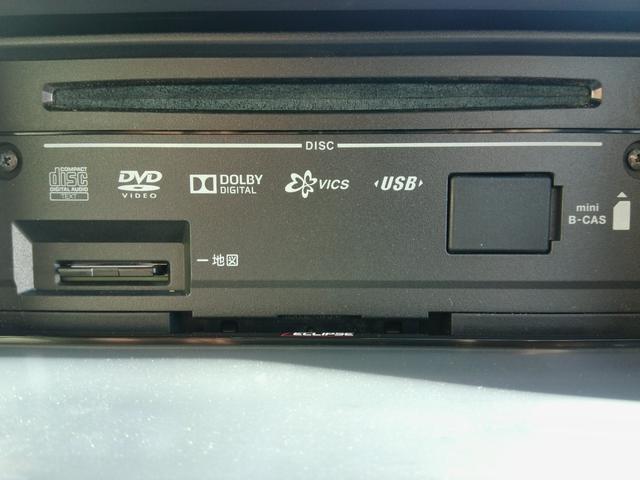 DISC
COMPACT
disc
DIGITAL AUDIO
TEXT
DVD
VIDEO
DOLBY
DIGITAL
VICS
USB
mini
B-CAS
地図
ECLIPSE